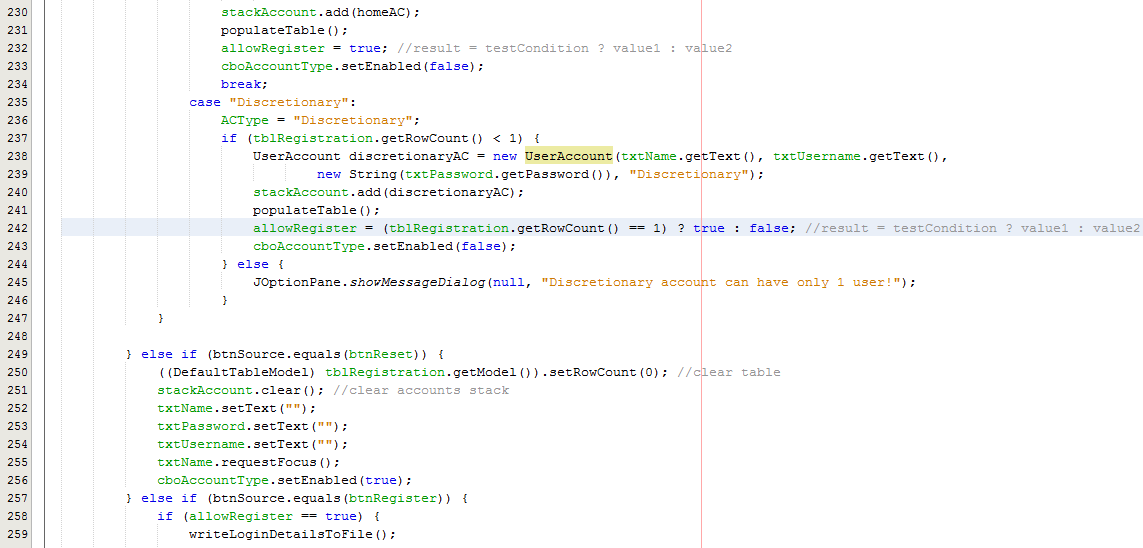 230 stackAccount.add(homeAC);
231 populateTable();
232 allowRegister = true; //result = testCondition ? value1 : value2
233 cboAccountType.setEnabled(false);
234 break;
235 case "Discretionary":
236 ACType = "Discretionary";
237 if (tblRegistration.getRowCount() < 1) {
238 UserAccount discretionaryAC = new UserAccount(txtName.getText(), txtUsername.getText(),
239 new String(txtPassword.getPassword()), "Discretionary");
240 stackAccount.add(discretionaryAC);
241 populateTable();
242 allowRegister = (tblRegistration.getRowCount() == 1) ? true : false; //result = testCondition ? value1 : value2
243 cboAccountType.setEnabled(false);
244 } else {
245 JOptionPane.showMessageDialog(null, "Discretionary account can have only 1 user!");
246 }
247 }
248
249 } else if (btnSource.equals(btnReset)) {
250 ((DefaultTableModel) tblRegistration.getModel()).setRowCount(0); //clear table
251 stackAccount.clear(); //clear accounts stack
252 txtName.setText("");
253 txtPassword.setText("");
254 txtUsername.setText("");
255 txtName.requestFocus();
256 cboAccountType.setEnabled(true);
257 } else if (btnSource.equals(btnRegister)) {
258 if (allowRegister == true) {
259 writeLoginDetailsToFile();